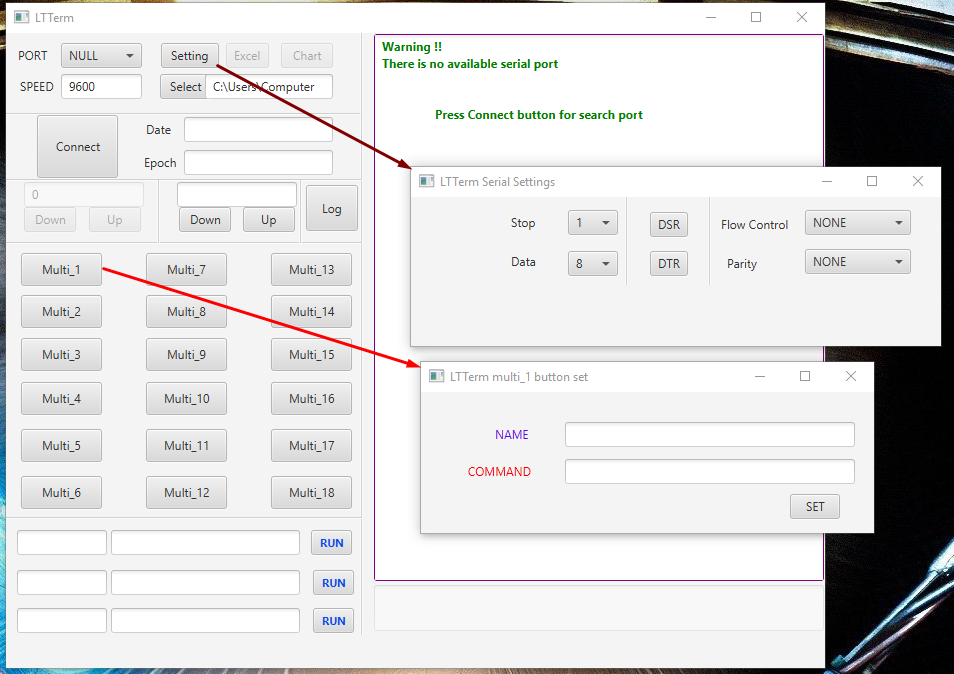 LTTerm
PORT NULL Setting Excel Chart
SPEED 9600 Select C:\Users\Computer
Connect Date
Epoch
0
Down Up Down Up Log
Multi_1 Multi_7 Multi_13
Multi_2 Multi_8 Multi_14
Multi_3 Multi_9 Multi_15
Multi_4 Multi_10 Multi_16
Multi_5 Multi_11 Multi_17
Multi_6 Multi_12 Multi_18
RUN
RUN
RUN
Warning !!
There is no available serial port
Press Connect button for search port
LTTerm Serial Settings
Stop 1 DSR Flow Control NONE
Data 8 DTR Parity NONE
LTTerm multi_1 button set
NAME
COMMAND
SET